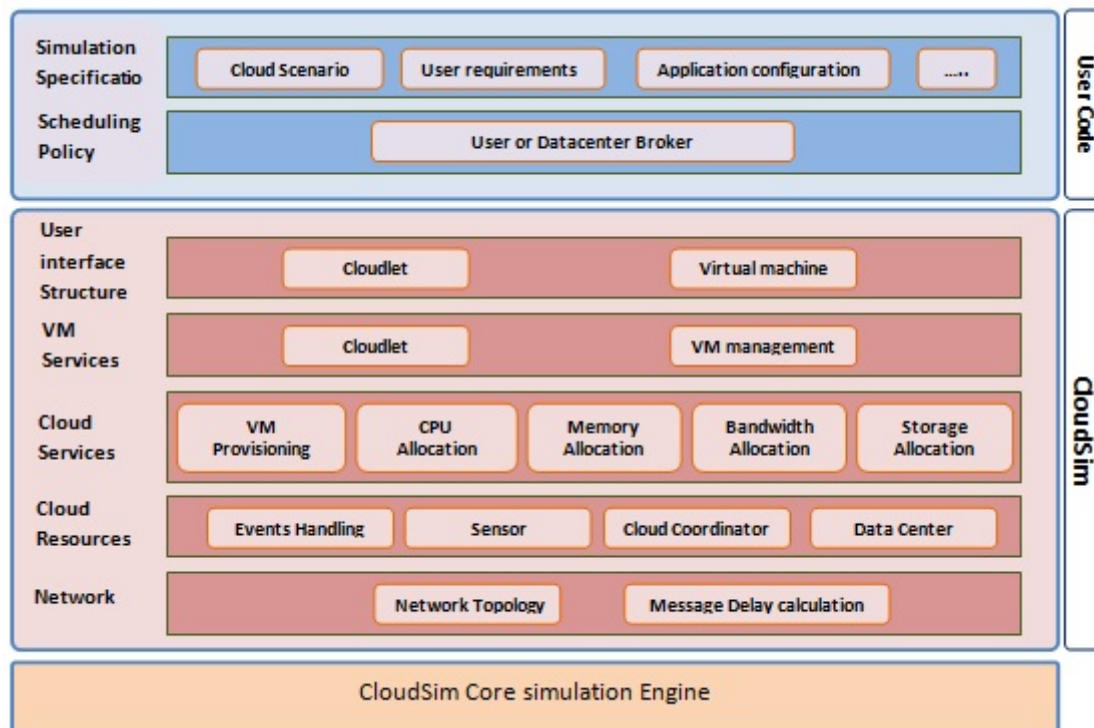 Simulation
Specificatio
Cloud Scenario
User requirements
Application configuration
.....
Scheduling
Policy
User or Datacenter Broker
User Code
User
interface
Structure
Cloudlet
Virtual machine
VM
Services
Cloudlet
VM management
Cloud
Services
VM
Provisioning
CPU
Allocation
Memory
Allocation
Bandwidth
Allocation
Storage
Allocation
Cloud
Resources
Events Handling
Sensor
Cloud Coordinator
Data Center
Network
Network Topology
Message Delay calculation
CloudSim
CloudSim Core simulation Engine